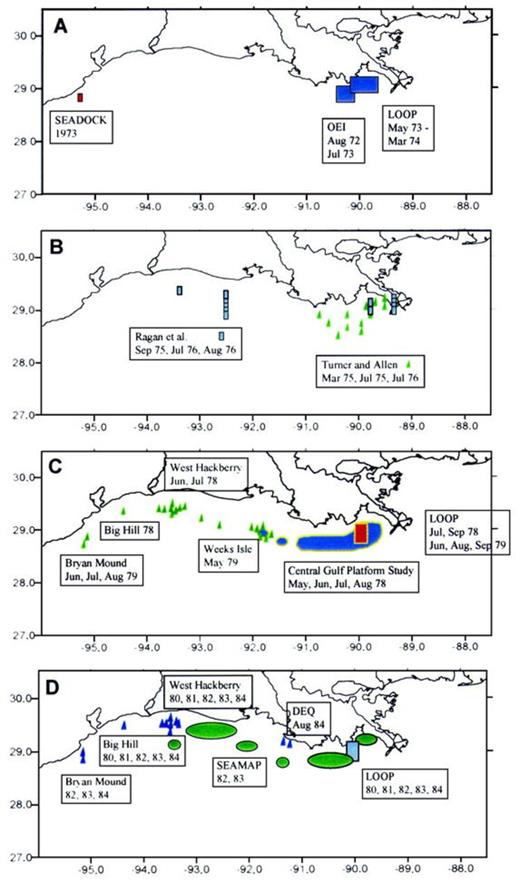 A
30.0
29.0
28.0
27.0
SEADOCK
1973
OEI
Aug 72
Jul 73
LOOP
May 73 -
Mar 74
-95.0 -94.0 -93.0 -92.0 -91.0 -90.0 -89.0 -88.0
B
30.0
29.0
28.0
27.0
Ragan et al.
Sep 75, Jul 76, Aug 76
Turner and Allen
Mar 75, Jul 75, Jul 76
-95.0 -94.0 -93.0 -92.0 -91.0 -90.0 -89.0 -88.0
C
30.0
29.0
28.0
27.0
West Hackberry
Jun, Jul 78
Big Hill 78
Bryan Mound
Jun, Jul, Aug 79
Weeks Isle
May 79
Central Gulf Platform Study
May, Jun, Jul, Aug 78
LOOP
Jul, Sep 78
Jun, Aug, Sep 79
-95.0 -94.0 -93.0 -92.0 -91.0 -90.0 -89.0 -88.0
D
30.0
29.0
28.0
27.0
West Hackberry
80, 81, 82, 83, 84
DEQ
Aug 84
Big Hill
80, 81, 82, 83, 84
Bryan Mound
82, 83, 84
SEAMAP
82, 83
LOOP
80, 81, 82, 83, 84
-95.0 -94.0 -93.0 -92.0 -91.0 -90.0 -89.0 -88.0